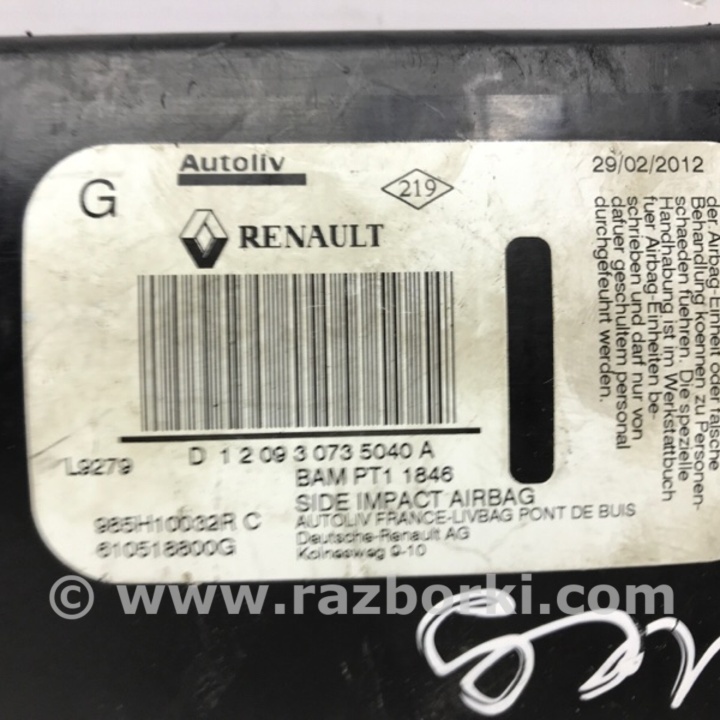 Autoliv
G
219
29/02/2012
RENAULT
der Airbag-Einheit oder falsche
Behandlung koennen zu Personen-
schaeden fuehren. Die spezielle
Handhabung ist im Werkstattbuch
fuer Airbag-Einheiten be-
schrieben und darf nur von
dafuer geschultem personal
durchgefeuhrt werden.
L9279
D 1 2 09 3 073 5040 A
BAM PT1 1846
SIDE IMPACT AIRBAG
985H10032R C
AUTOLIV FRANCE-LIVBAG PONT DE BUIS
610518800G
Deutsche-Renault AG
Kolnesweg 9-10
© www.razborki.com